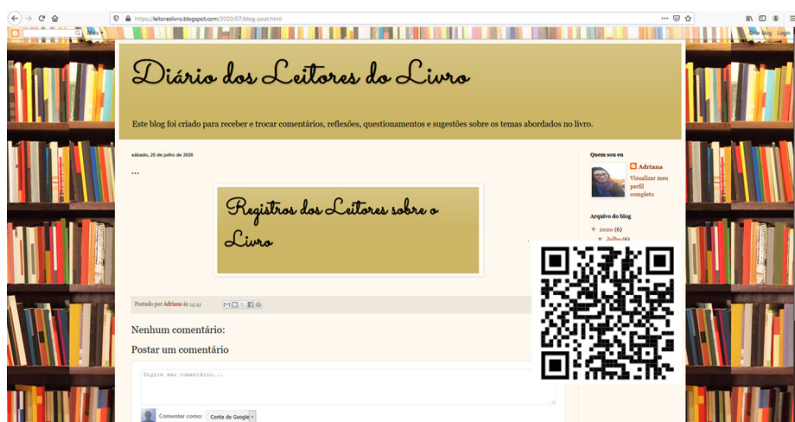 https://leitoreslivro.blogspot.com/2020/07/blog-post.html
Mais
Criar blog Login
Diário dos Leitores do Livro
Este blog foi criado para receber e trocar comentários, reflexões, questionamentos e sugestões sobre os temas abordados no livro.
sábado, 25 de julho de 2020
...
Registros dos Leitores sobre o
Livro
Postado por Adriana às 14:41
Nenhum comentário:
Postar um comentário
Digite seu comentário...
Comentar como: Conta do Google
Quem sou eu
Adriana
Visualizar meu
perfil
completo
Arquivo do blog
▼ 2020 (6)
▼ Julho (6)